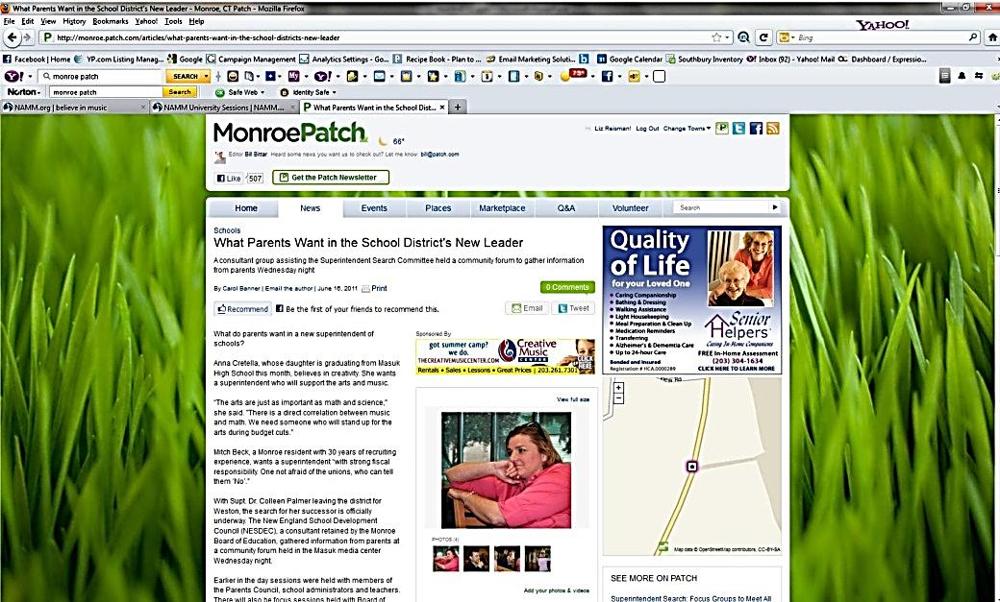 What Parents Want in the School District's New Leader - Monroe, CT Patch - Mozilla Firefox
File Edit View History Bookmarks Yahoo! Tools Help
YAHOO!
http://monroe.patch.com/articles/what-parents-want-in-the-school-districts-new-leader
Bing
Facebook | Home YP.com Listing Manag... Google Campaign Management Analytics Settings - Go... Recipe Book - Plan to ... Email Marketing Soluti... Google Calendar Southbury Inventory Inbox (92) - Yahoo! Mail Dashboard / Expressio...
monroe patch SEARCH
Norton monroe patch Search Safe Web Identity Safe
NAMM.org | believe in music NAMM University Sessions | NAMM.... What Parents Want in the School Dist...
MonroePatch
66°
Hi Liz Reisman! Log Out Change Towns
Editor Bill Bittar. Heard some news you want us to check out? Let me know: bill@patch.com
Like 507 Get the Patch Newsletter
Home News Events Places Marketplace Q&A Volunteer Search
Schools
What Parents Want in the School District's New Leader
A consultant group assisting the Superintendent Search Committee held a community forum to gather information
from parents Wednesday night
By Carol Banner | Email the author | June 16, 2011 Print
0 Comments
Recommend Be the first of your friends to recommend this.
Email Tweet
What do parents want in a new superintendent of
schools?
Anna Cretella, whose daughter is graduating from Masuk
High School this month, believes in creativity. She wants
a superintendent who will support the arts and music.
"The arts are just as important as math and science,"
she said. "There is a direct correlation between music
and math. We need someone who will stand up for the
arts during budget cuts."
Mitch Beck, a Monroe resident with 30 years of recruiting
experience, wants a superintendent "with strong fiscal
responsibility. One not afraid of the unions, who can tell
them 'No'."
With Supt. Dr. Colleen Palmer leaving the district for
Weston, the search for her successor is officially
underway. The New England School Development
Council (NESDEC), a consultant retained by the Monroe
Board of Education, gathered information from parents at
a community forum held in the Masuk media center
Wednesday night.
Earlier in the day sessions were held with members of
the Parents Council, school administrators and teachers.
There will also be focus sessions held with Board of
Sponsored By
got summer camp?
we do.
THECREATIVEMUSICCENTER.COM
Creative
Music
CENTER
CLICK
HERE
Rentals • Sales • Lessons • Great Prices | 203.261.7301
View full size
PHOTOS (4)
Add your photos & videos
Quality
of Life
for your Loved One
• Caring Companionship
• Bathing & Dressing
• Walking Assistance
• Light Housekeeping
• Meal Preparation & Clean Up
• Medication Reminders
• Transferring
• Alzheimer's & Dementia Care
• Up to 24-hour Care
Bonded and Insured
Registration # HCA.0000289
Senior
Helpers
Caring In-Home Companions
FREE In-Home Assessment
(203) 304-1634
CLICK HERE TO LEARN MORE
Map data © OpenStreetMap contributors, CC-BY-SA
SEE MORE ON PATCH
Superintendent Search: Focus Groups to Meet All